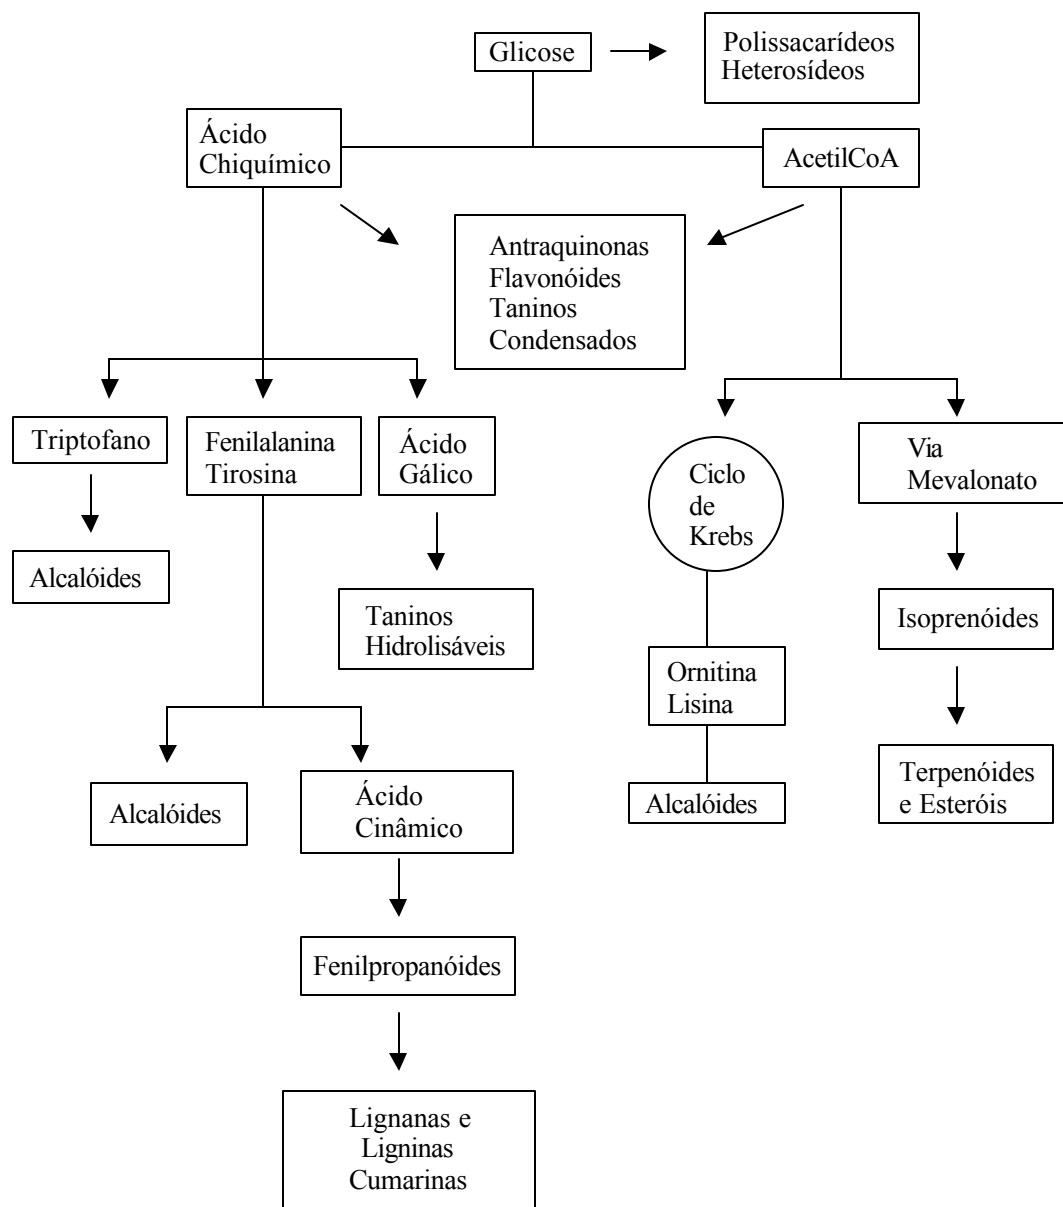 Glicose
Polissacarídeos
Heterosídeos
Ácido
Chiquímico
AcetilCoA
Antraquinonas
Flavonóides
Taninos
Condensados
Triptofano
Fenilalanina
Tirosina
Ácido
Gálico
Ciclo
de
Krebs
Via
Mevalonato
Alcalóides
Taninos
Hidrolisáveis
Isoprenóides
Ornitina
Lisina
Alcalóides
Ácido
Cinâmico
Alcalóides
Terpenóides
e Esteróis
Fenilpropanóides
Lignanas e
Ligninas
Cumarinas